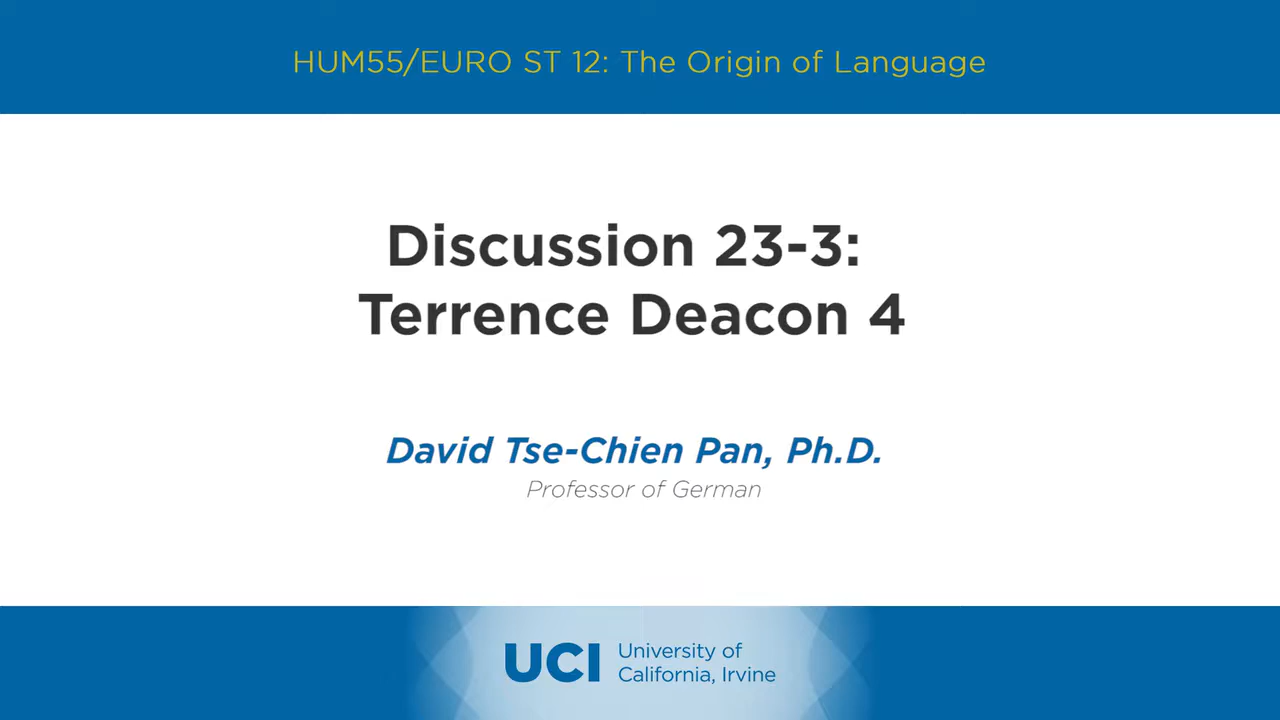 HUM55/EURO ST 12: The Origin of Language
Discussion 23-3:
Terrence Deacon 4
David Tse-Chien Pan, Ph.D.
Professor of German
UCI University of
California, Irvine